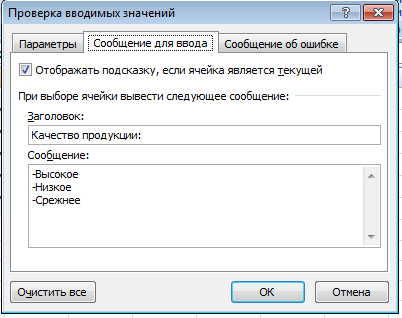 Проверка вводимых значений
Параметры
Сообщение для ввода
Сообщение об ошибке
Отображать подсказку, если ячейка является текущей
При выборе ячейки вывести следующее сообщение:
Заголовок:
Качество продукции:
Сообщение:
-Высокое
-Низкое
-Срежнее
Очистить все
ОК
Отмена